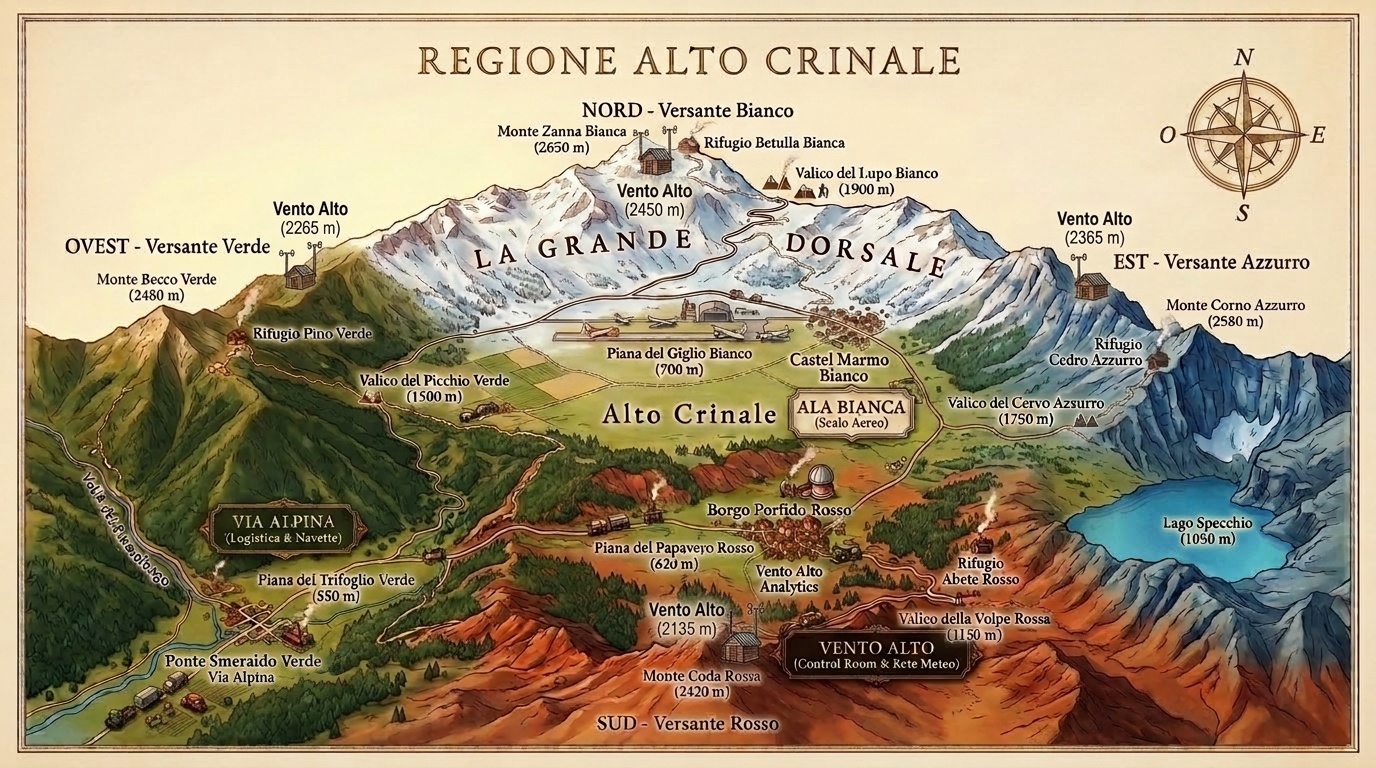 REGIONE ALTO CRINALE
N
O
E
S
NORD - Versante Bianco
Monte Zanna Bianca
(2650 m)
Rifugio Betulla Bianca
Vento Alto
(2450 m)
Valico del Lupo Bianco
(1900 m)
Vento Alto
(2265 m)
OVEST - Versante Verde
Monte Becco Verde
(2480 m)
Vento Alto
(2365 m)
EST - Versante Azzurro
Monte Corno Azzurro
(2580 m)
LA GRANDE DORSALE
Rifugio Pino Verde
Rifugio
Cedro Azzurro
Piana del Giglio Bianco
(700 m)
Castel Marmo
Bianco
Valico del Picchio Verde
(1500 m)
Valico del Cervo Azsurro
(1750 m)
Alto Crinale
ALA BIANCA
(Scalo Aereo)
VIA ALPINA
(Logistica & Navette)
Borgo Porfido Rosso
Lago Specchio
(1050 m)
Piana del Papaveyo Rosso
(620 m)
Vento Alto
Analytics
Rifugio
Abete Rosso
Piana del Trifoglio Verde
(550 m)
Vento Alto
(2135 m)
Valico della Volpe Rossa
(1150 m)
VENTO ALTO
(Control Room & Rete Meteo)
Ponte Smeraldo Verde
Via Alpina
Monte Coda Rossa
(2420 m)
SUD - Versante Rosso